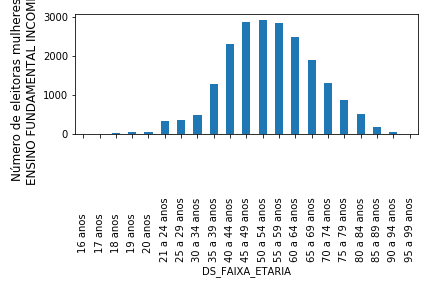 Número de eleitoras mulheres
ENSINO FUNDAMENTAL INCOM
3000
2000
1000
0
16 anos
17 anos
18 anos
19 anos
20 anos
21 a 24 anos
25 a 29 anos
30 a 34 anos
35 a 39 anos
40 a 44 anos
45 a 49 anos
50 a 54 anos
55 a 59 anos
60 a 64 anos
65 a 69 anos
70 a 74 anos
75 a 79 anos
80 a 84 anos
85 a 89 anos
90 a 94 anos
95 a 99 anos
DS_FAIXA_ETARIA